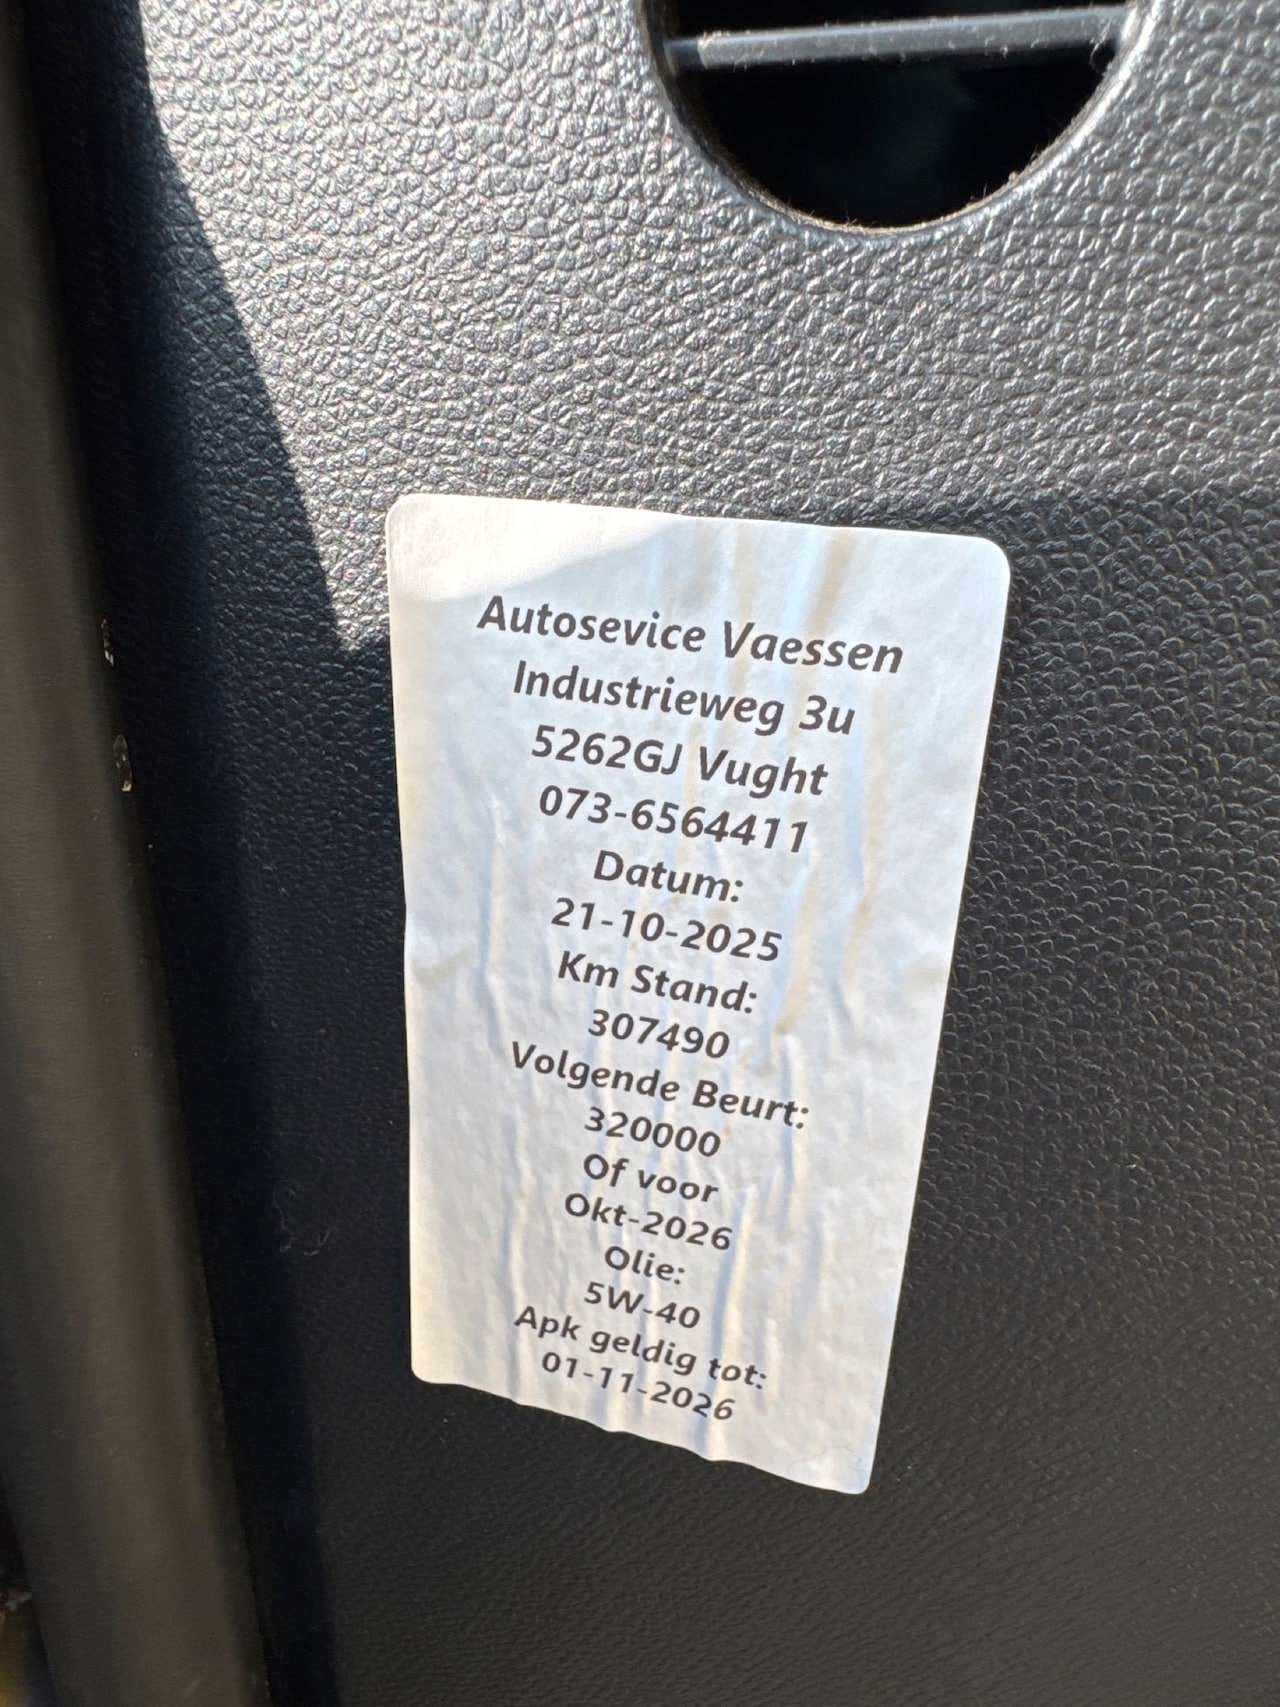 Autosevice Vaessen
Industrieweg 3u
5262GJ Vught
073-6564411
Datum:
21-10-2025
Km Stand:
307490
Volgende Beurt:
320000
Of voor
Okt-2026
Olie:
5W-40
Apk geldig tot:
01-11-2026